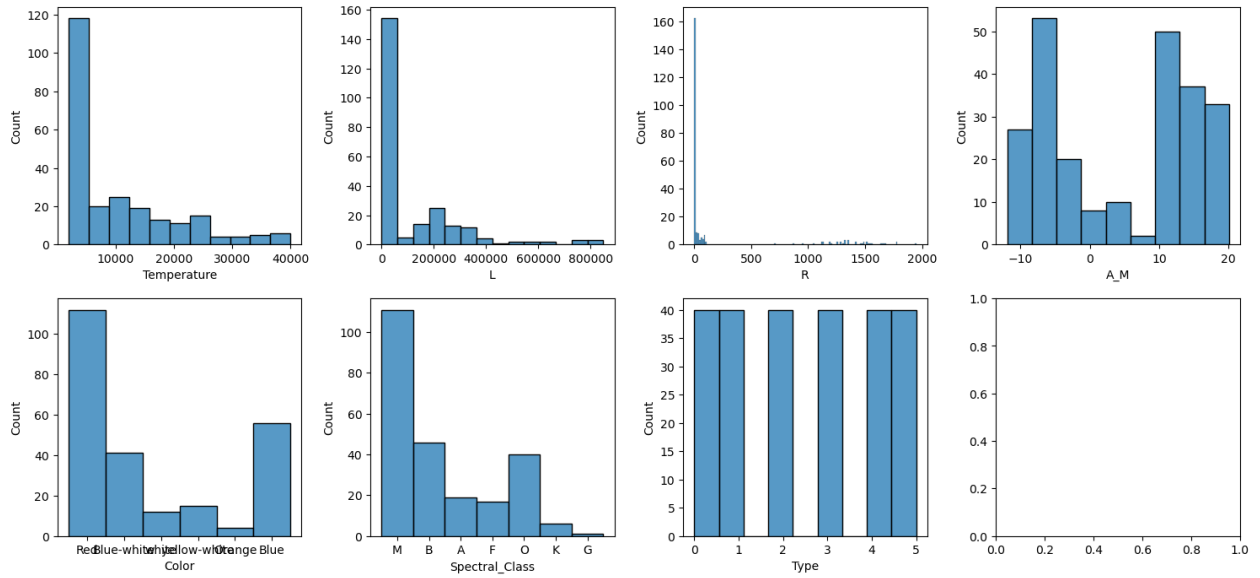 120
100
80
60
40
20
0
Count
10000 20000 30000 40000
Temperature
160
140
120
100
80
60
40
20
0
Count
0 200000 400000 600000 800000
L
160
140
120
100
80
60
40
20
0
Count
0 500 1000 1500 2000
R
50
40
30
20
10
0
Count
−10 0 10 20
A_M
100
80
60
40
20
0
Count
Red Blue-white white yellow-white Orange Blue
Color
100
80
60
40
20
0
Count
M B A F O K G
Spectral_Class
40
35
30
25
20
15
10
5
0
Count
0 1 2 3 4 5
Type
1.0
0.8
0.6
0.4
0.2
0.0
0.0 0.2 0.4 0.6 0.8 1.0